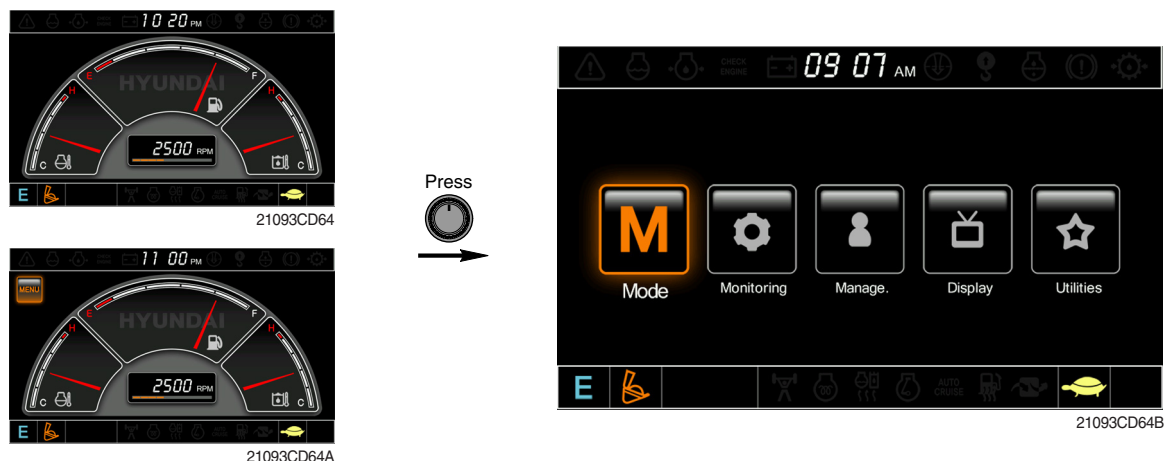 10 20 PM
E
F
HYUNDAI
H
H
C
C
2500 RPM
E
21093CD64
11 00 PM
MENU
E
F
HYUNDAI
H
H
C
C
2500 RPM
E
21093CD64A
Press
CHECK
ENGINE
09 07 AM
M
Mode
Monitoring
Manage.
Display
Utilities
E
AUTO
CRUISE
21093CD64B